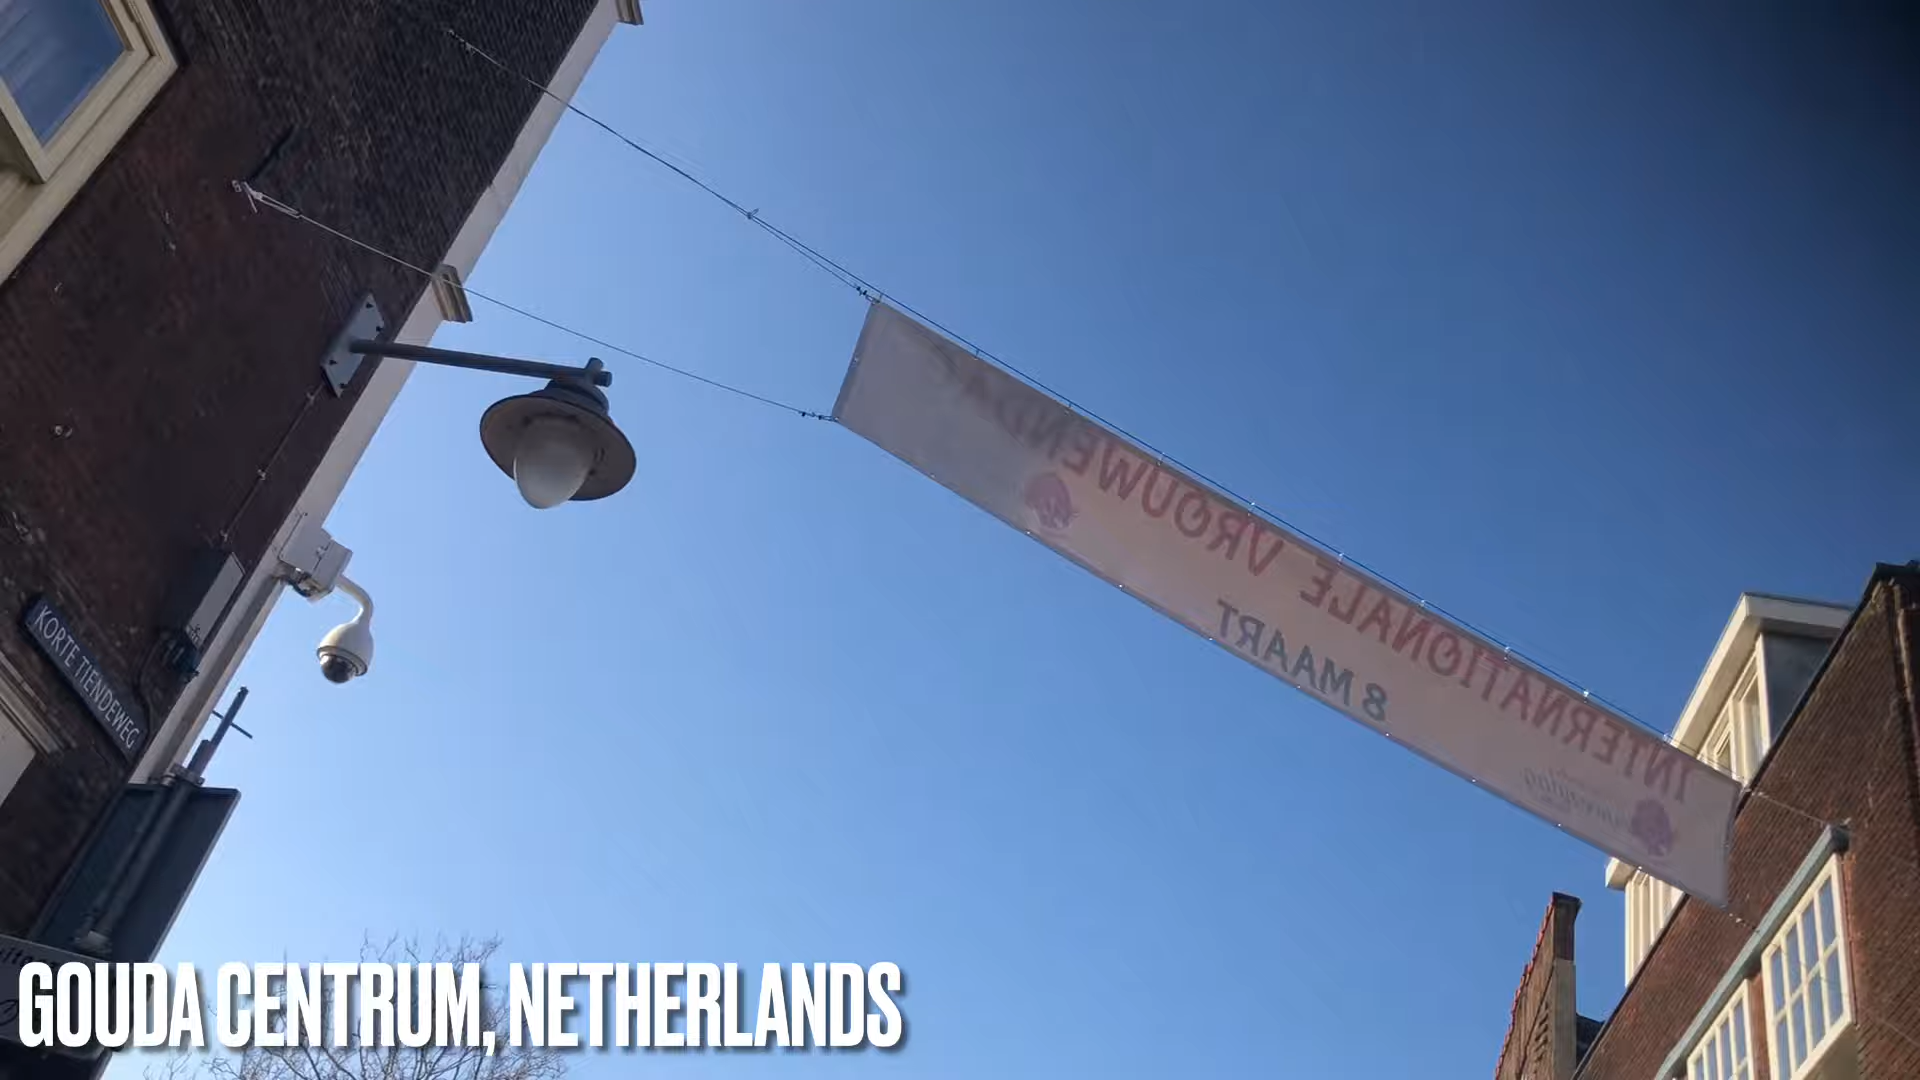 INTERNATIONALE VROUWENDAG
8 MAART
KORTE TIENDEWEG
GOUDA CENTRUM, NETHERLANDS